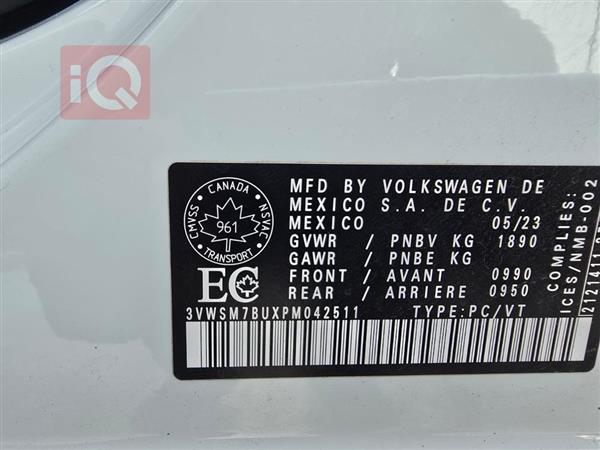 iQ
CANADA
CMVSS
NSVAC
961
TRANSPORT
EC
MFD BY VOLKSWAGEN DE
MEXICO S.A. DE C.V.
MEXICO 05/23
GVWR / PNBV KG 1890
GAWR / PNBE KG
FRONT / AVANT 0990
REAR / ARRIERE 0950
3VWSM7BUXPM042511 TYPE:PC/VT
COMPLIES:
ICES/NMB-002